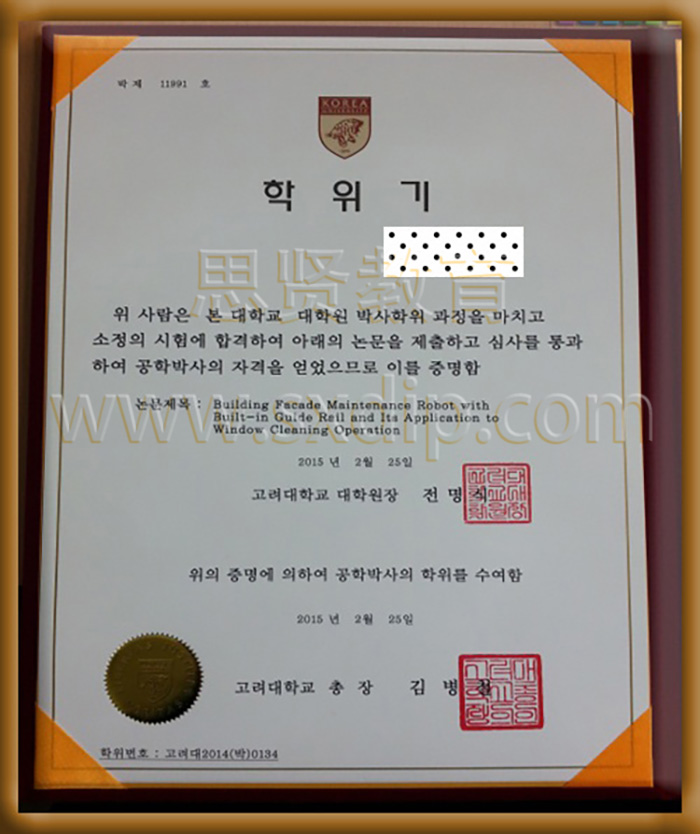 박 제 11991 호
KOREA
UNIVERSITY
학 위 기
思贤教育
위 사람은 본 대학교 대학원 박사학위 과정을 마치고
소정의 시험에 합격하여 아래의 논문을 제출하고 심사를 통과
하여 공학박사의 자격을 얻었으므로 이를 증명함
www.sxdip.com
논문제목 : Building Facade Maintenance Robot with
Built-in Guide Reil and Its Application to
Window Cleaning Operation
2015 년 2월 25일
고려대학교 대학원장 전 명 식
위의 증명에 의하여 공학박사의 학위를 수여함
2015 년 2월 25일
고려대학교 총 장 김 병 철
학위번호 : 고려대2014(박)0134